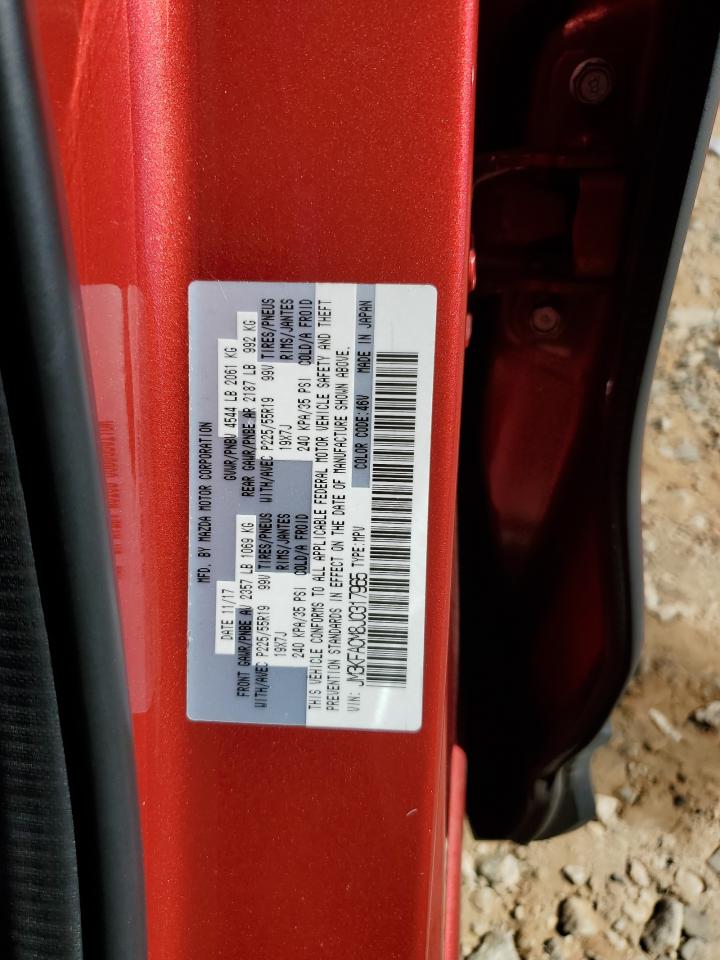 MFD. BY MAZDA MOTOR CORPORATION
DATE 11/17 GVWR/PNBV 4544 LB 2061 KG
FRONT GAWR/PNBE AV 2357 LB 1069 KG REAR GAWR/PNBE AR 2187 LB 992 KG
WITH/AVEC P225/55R19 99V TIRES/PNEUS WITH/AVEC P225/55R19 99V TIRES/PNEUS
19X7J RIMS/JANTES 19X7J RIMS/JANTES
240 KPA/35 PSI COLD/A FROID 240 KPA/35 PSI COLD/A FROID
THIS VEHICLE CONFORMS TO ALL APPLICABLE FEDERAL MOTOR VEHICLE SAFETY AND THEFT
PREVENTION STANDARDS IN EFFECT ON THE DATE OF MANUFACTURE SHOWN ABOVE.
VIN: JM3KFACM8J0317965 TYPE:MPV COLOR CODE:46V MADE IN JAPAN